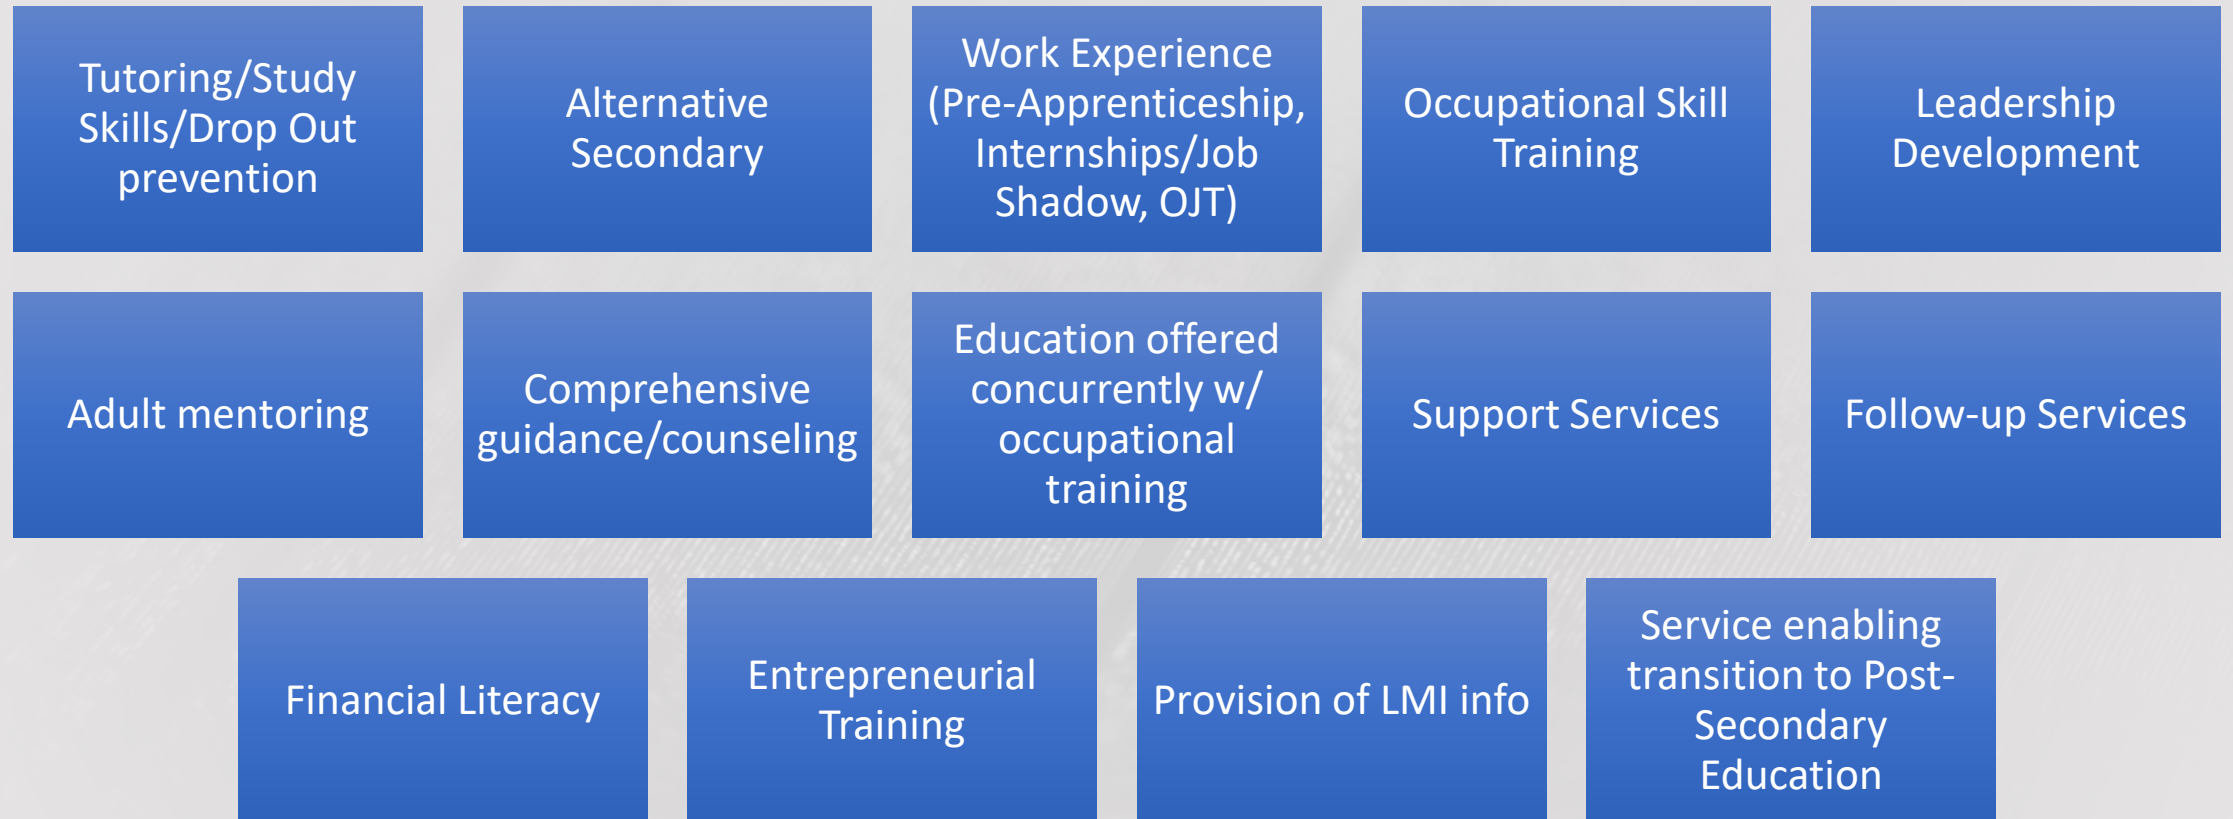 Tutoring/Study
Skills/Drop Out
prevention
Alternative
Secondary
Work Experience
(Pre-Apprenticeship,
Internships/Job
Shadow, OJT)
Occupational Skill
Training
Leadership
Development
Adult mentoring
Comprehensive
guidance/counseling
Education offered
concurrently w/
occupational
training
Support Services
Follow-up Services
Financial Literacy
Entrepreneurial
Training
Provision of LMI info
Service enabling
transition to Post-
Secondary
Education